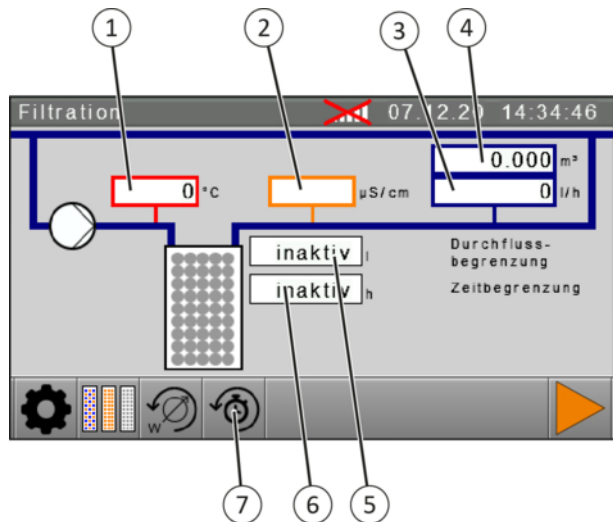 1
2
3
4
Filtration 07.12.20 14:34:46
0.000 m³
0 °C
µS/cm
0 l/h
inaktiv l
Durchfluss-
begrenzung
inaktiv h
Zeitbegrenzung
W
7
6
5